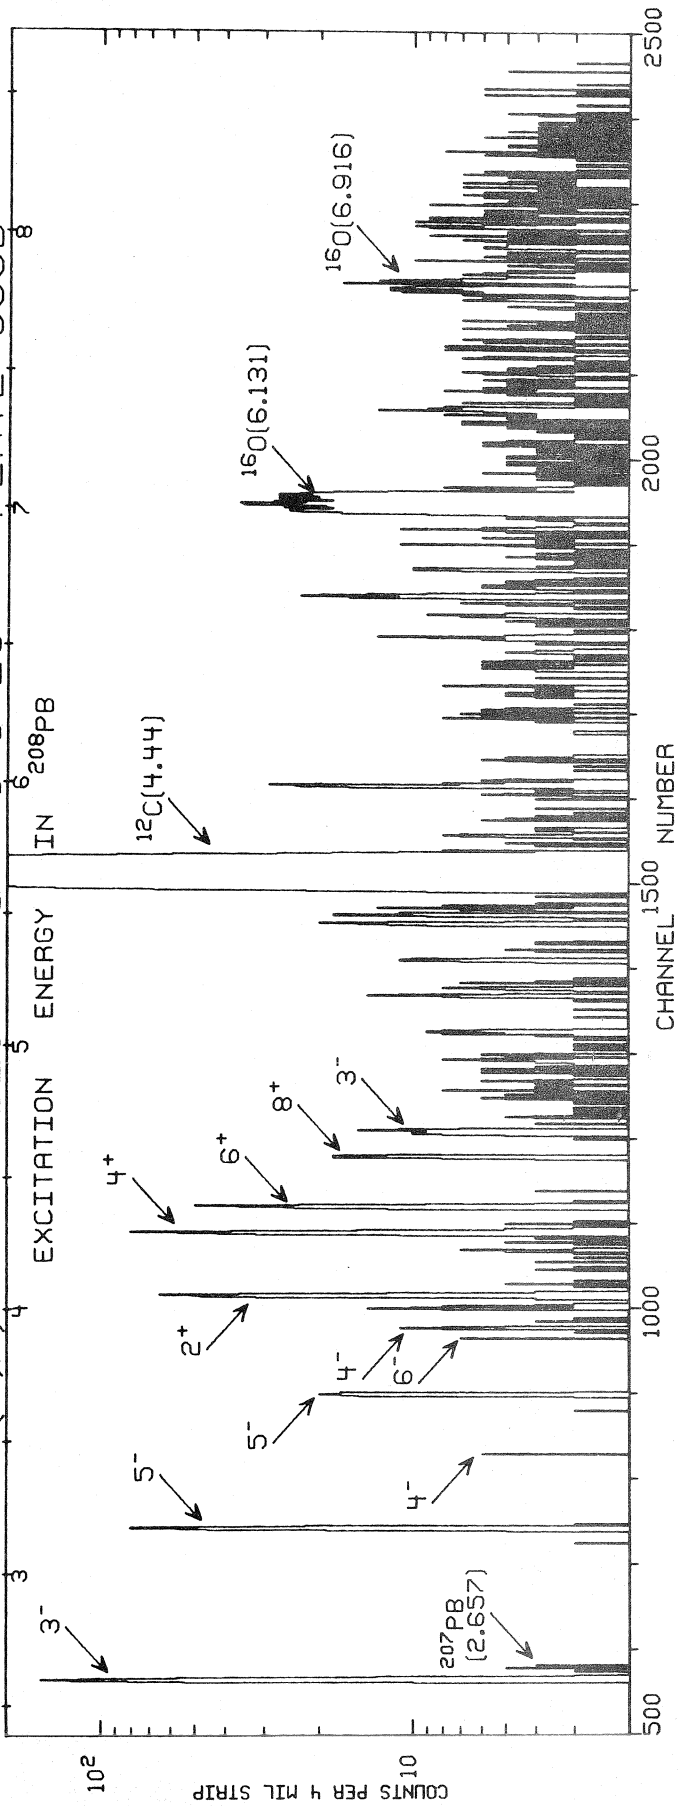 3 4 5 6 7 8
EXCITATION ENERGY IN ²⁰⁸PB
3⁻
5⁻
4⁻
5⁻
6⁻
4⁻
2⁺
4⁺
6⁺
8⁺
3⁻
²⁰⁷PB
(2.657)
¹²C(4.44)
¹⁶O(6.131)
¹⁶O(6.916)
COUNTS PER 4 MIL STRIP
10²
10
500 1000 1500 2000 2500
CHANNEL NUMBER